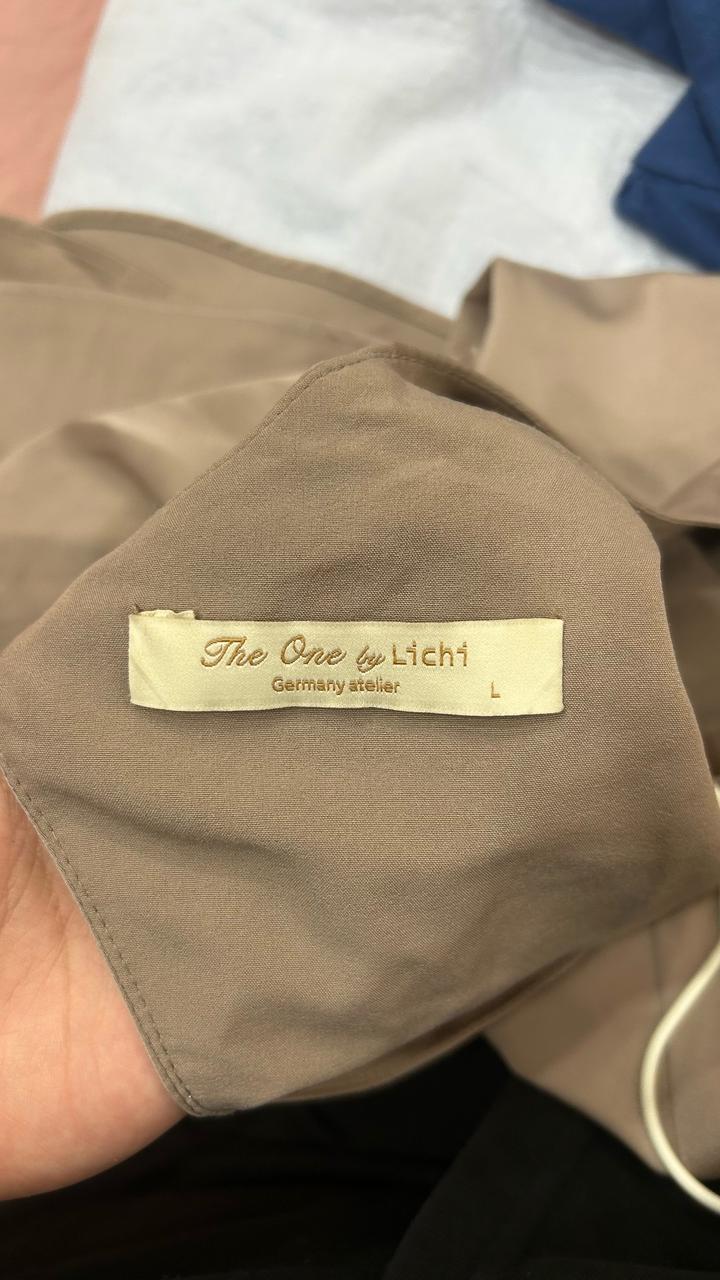 The One by Lichi
Germany atelier L